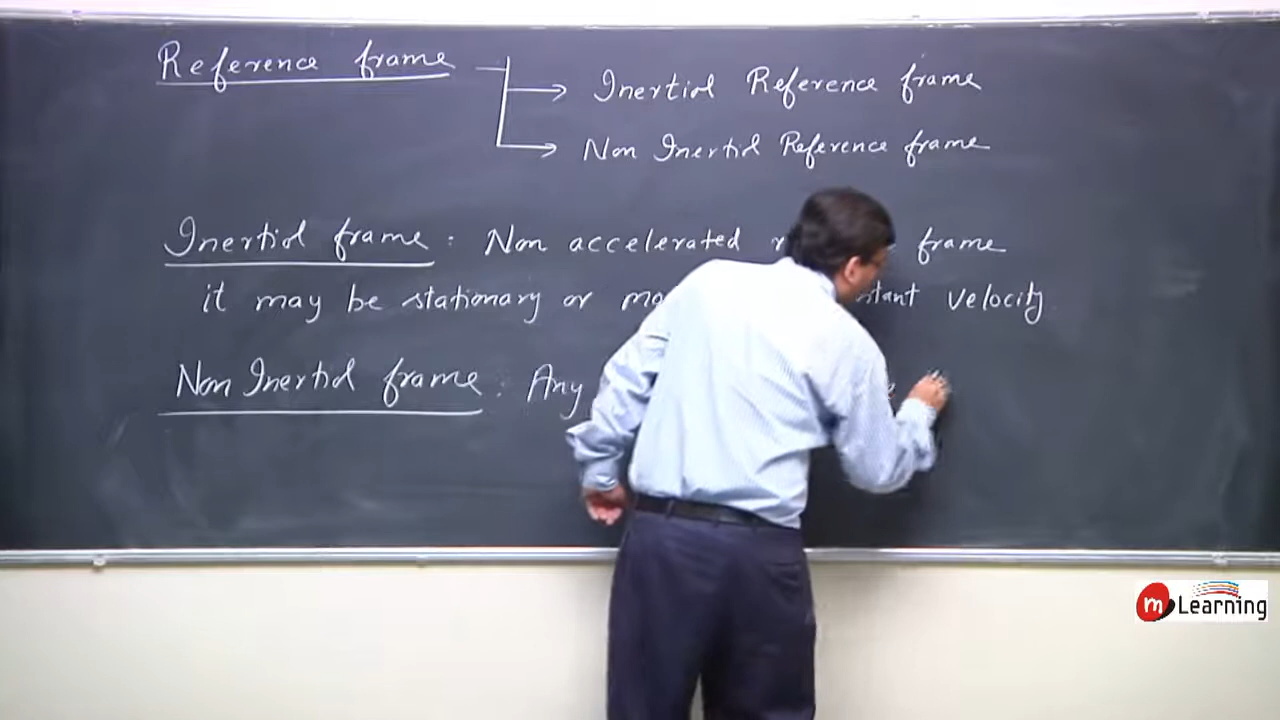 Reference frame
Inertial Reference frame
Non Inertial Reference frame
Inertial frame : Non accelerated frame
it may be stationary or velocity
Non Inertial frame : Any
m Learning